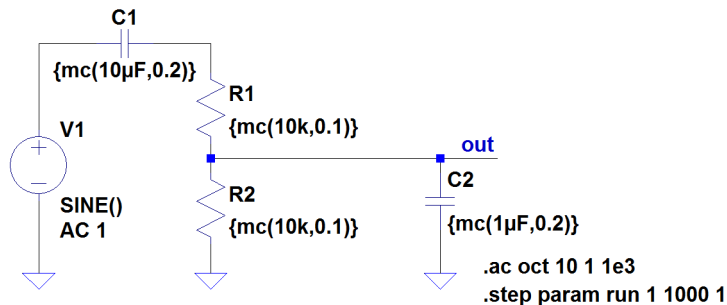 C1
{mc(10µF,0.2)}
R1
{mc(10k,0.1)}
V1
SINE()
AC 1
out
R2
{mc(10k,0.1)}
C2
{mc(1µF,0.2)}
.ac oct 10 1 1e3
.step param run 1 1000 1